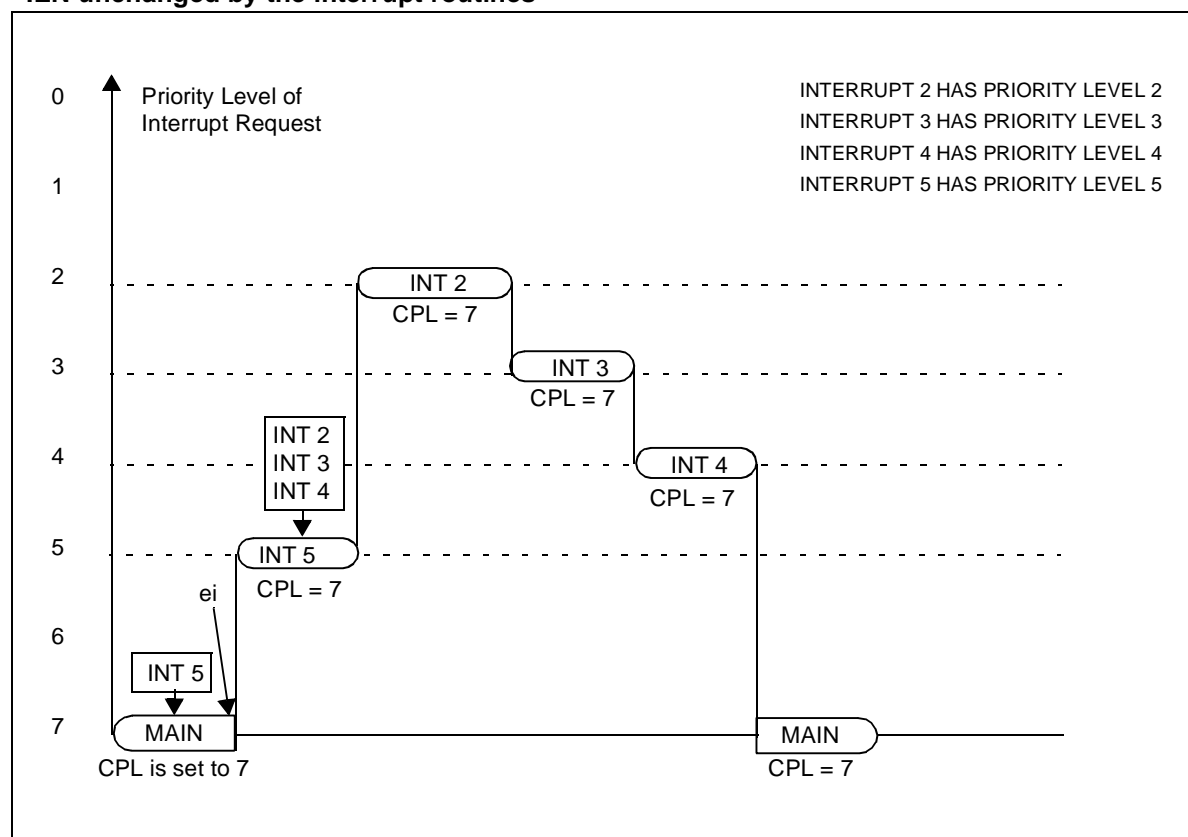 IEN unchanged by the interrupt routines
0
Priority Level of
Interrupt Request
INTERRUPT 2 HAS PRIORITY LEVEL 2
INTERRUPT 3 HAS PRIORITY LEVEL 3
INTERRUPT 4 HAS PRIORITY LEVEL 4
INTERRUPT 5 HAS PRIORITY LEVEL 5
1
2
INT 2
CPL = 7
3
INT 3
CPL = 7
INT 2
INT 3
INT 4
4
INT 4
CPL = 7
5
INT 5
CPL = 7
ei
6
INT 5
7
MAIN
CPL is set to 7
MAIN
CPL = 7